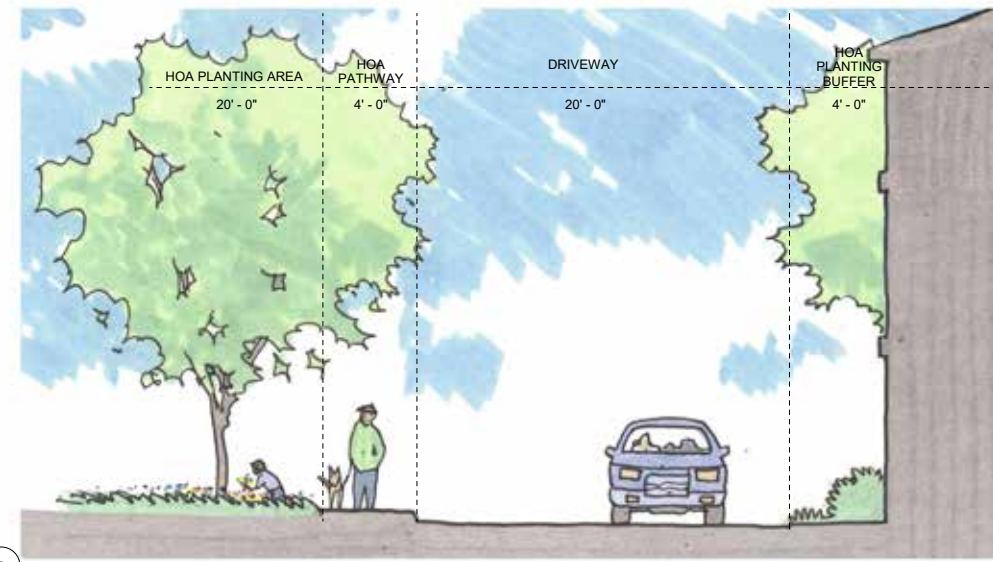 HOA PLANTING AREA
20' - 0"
HOA
PATHWAY
4' - 0"
DRIVEWAY
20' - 0"
HOA
PLANTING
BUFFER
4' - 0"